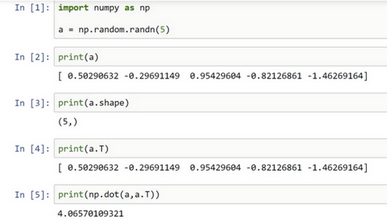 In [1]: import numpy as np
a = np.random.randn(5)
In [2]: print(a)
[ 0.50290632 -0.29691149  0.95429604 -0.82126861 -1.46269164]
In [3]: print(a.shape)
(5,)
In [4]: print(a.T)
[ 0.50290632 -0.29691149  0.95429604 -0.82126861 -1.46269164]
In [5]: print(np.dot(a,a.T))
4.06570109321